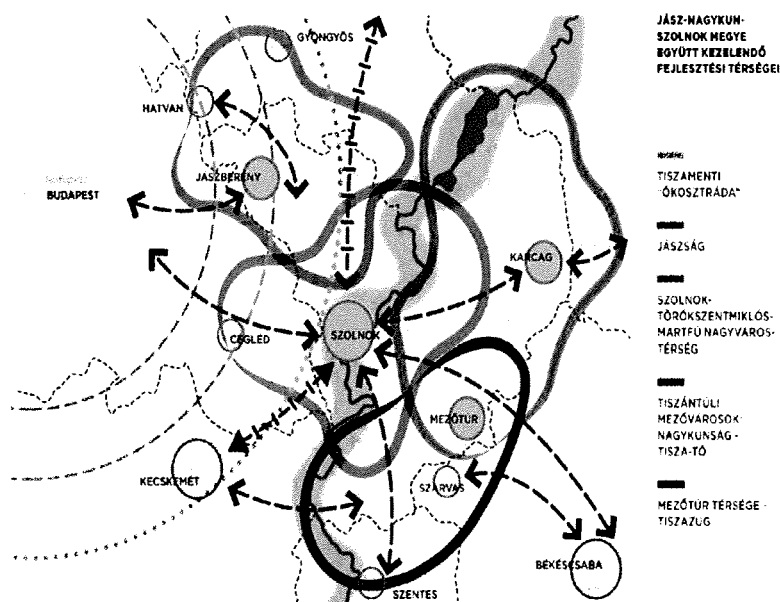 JÁSZ-NAGYKUN-
SZOLNOK MEGYE
EGYÜTT KEZELENDŐ
FEJLESZTÉSI TÉRSÉGEI
TISZAMENTI
"ÖKOSZTRÁDA"
JÁSZSÁG
SZOLNOK-
TÖRÖKSZENTMIKLÓS-
MARTFŰ NAGYVÁROS-
TÉRSÉG
TISZÁNTÚLI
MEZŐVÁROSOK
NAGYKUNSÁG -
TISZA-TÓ
MEZŐTÚR TÉRSÉGE -
TISZAZUG
GYÖNGYÖS
HATVAN
JÁSZBERÉNY
BUDAPEST
KARCAG
CEGLÉD
SZOLNOK
MEZŐTÚR
KECSKEMÉT
SZARVAS
BÉKÉSCSABA
SZENTES